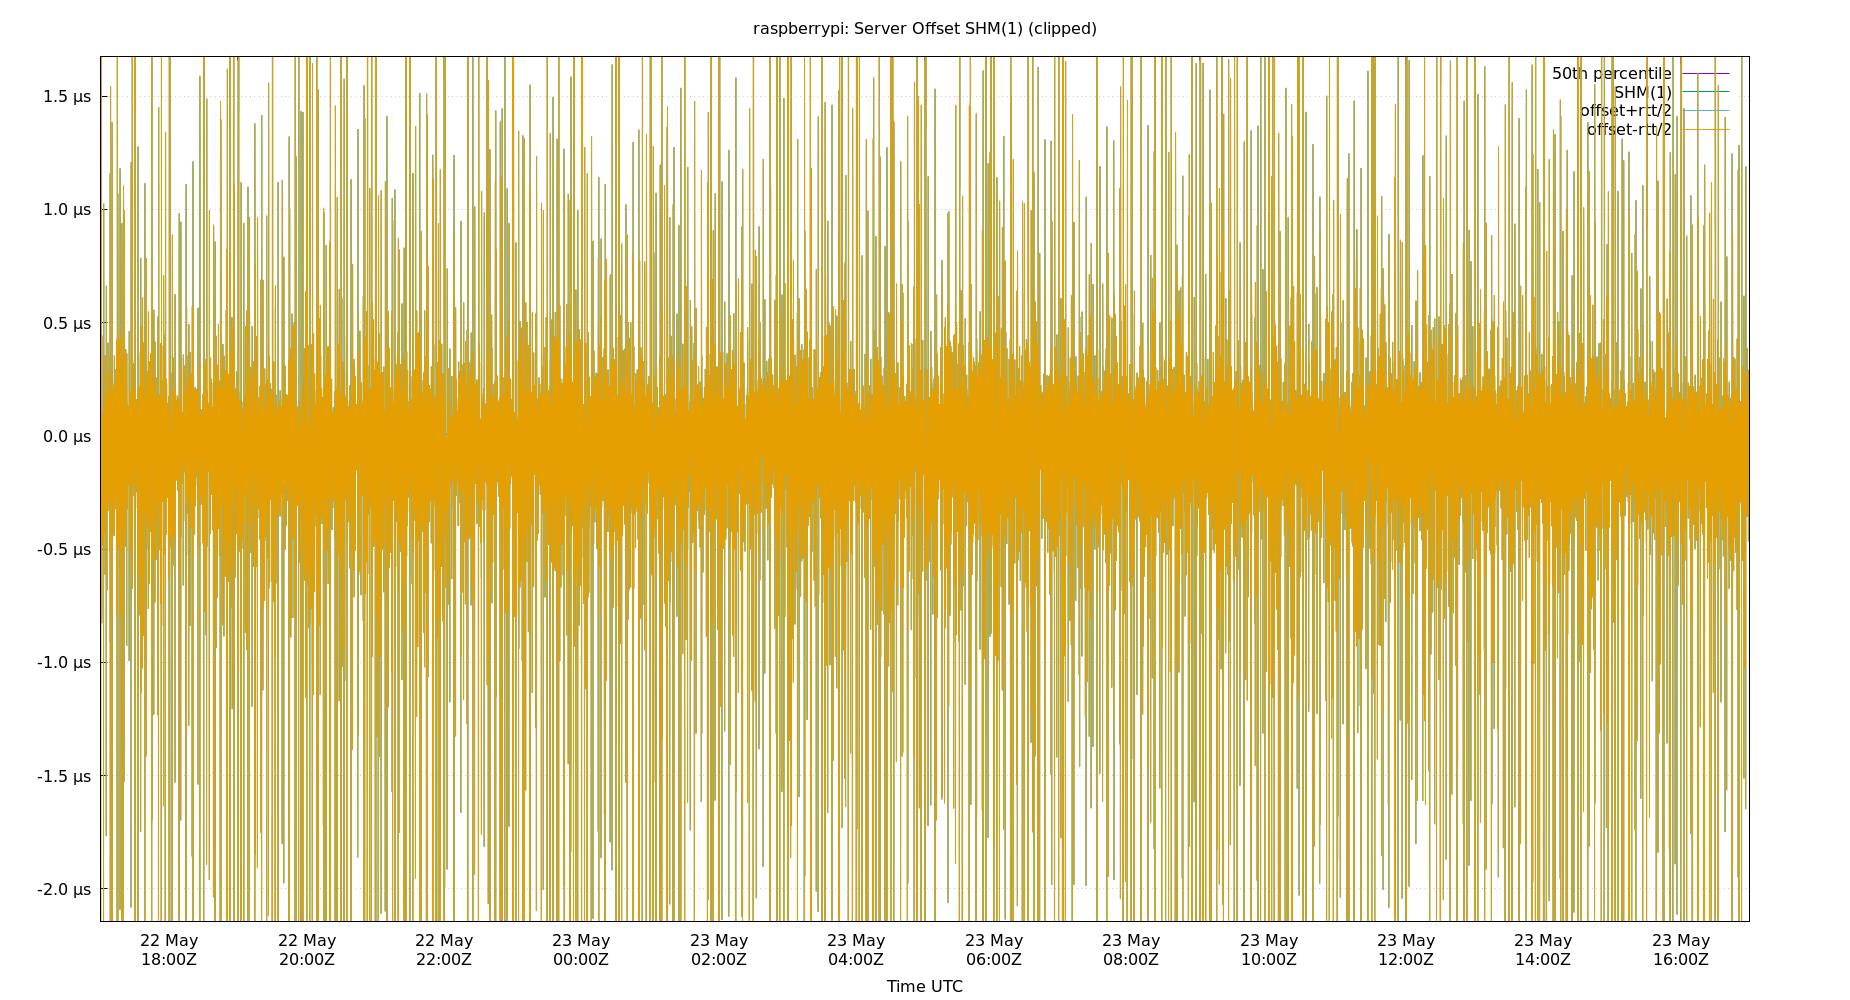 raspberrypi: Server Offset SHM(1) (clipped)
50th percentile
SHM(1)
offset+rtt/2
offset-rtt/2
1.5 µs
1.0 µs
0.5 µs
0.0 µs
-0.5 µs
-1.0 µs
-1.5 µs
-2.0 µs
22 May 22 May 22 May 23 May 23 May 23 May 23 May 23 May 23 May 23 May 23 May 23 May
18:00Z 20:00Z 22:00Z 00:00Z 02:00Z 04:00Z 06:00Z 08:00Z 10:00Z 12:00Z 14:00Z 16:00Z
Time UTC